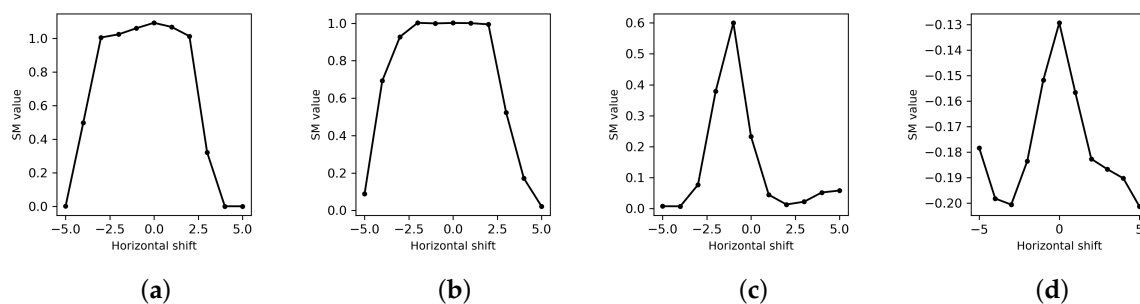 1.0
0.8
0.6
0.4
0.2
0.0
SM value
−5.0 −2.5 0.0 2.5 5.0
Horizontal shift
(a)
1.0
0.8
0.6
0.4
0.2
0.0
SM value
−5.0 −2.5 0.0 2.5 5.0
Horizontal shift
(b)
0.6
0.5
0.4
0.3
0.2
0.1
0.0
SM value
−5.0 −2.5 0.0 2.5 5.0
Horizontal shift
(c)
−0.13
−0.14
−0.15
−0.16
−0.17
−0.18
−0.19
−0.20
SM value
−5 0 5
Horizontal shift
(d)